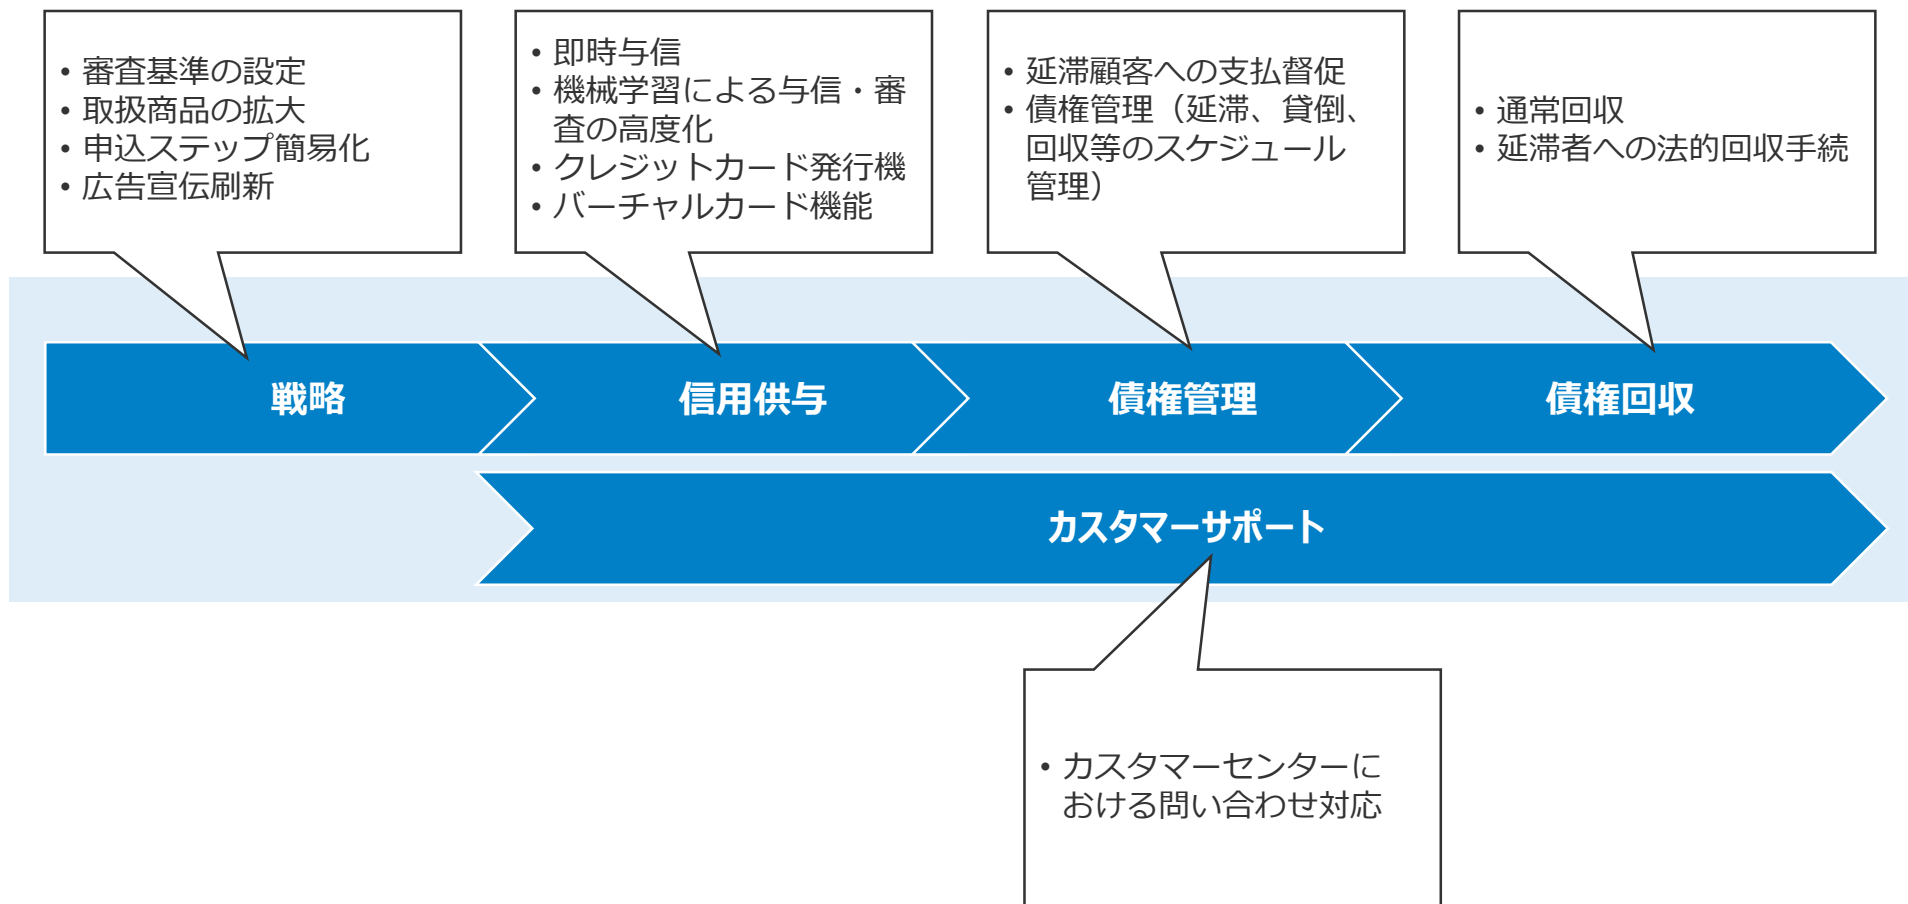 • 審査基準の設定
• 取扱商品の拡大
• 申込ステップ簡易化
• 広告宣伝刷新
• 即時与信
• 機械学習による与信・審
査の高度化
• クレジットカード発行機
• バーチャルカード機能
• 延滞顧客への支払督促
• 債権管理（延滞、貸倒、
回収等のスケジュール
管理）
• 通常回収
• 延滞者への法的回収手続
戦略
信用供与
債権管理
債権回収
カスタマーサポート
• カスタマーセンターに
おける問い合わせ対応